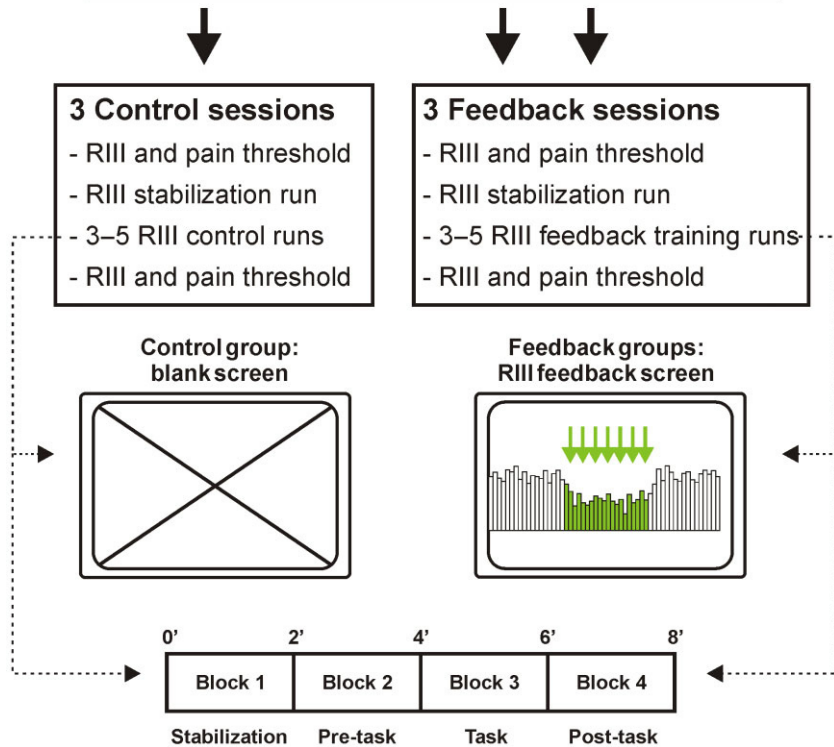 3 Control sessions
- RIII and pain threshold
- RIII stabilization run
- 3–5 RIII control runs
- RIII and pain threshold
3 Feedback sessions
- RIII and pain threshold
- RIII stabilization run
- 3–5 RIII feedback training runs
- RIII and pain threshold
Control group:
blank screen
Feedback groups:
RIII feedback screen
0’ 2’ 4’ 6’ 8’
Block 1 Block 2 Block 3 Block 4
Stabilization Pre-task Task Post-task